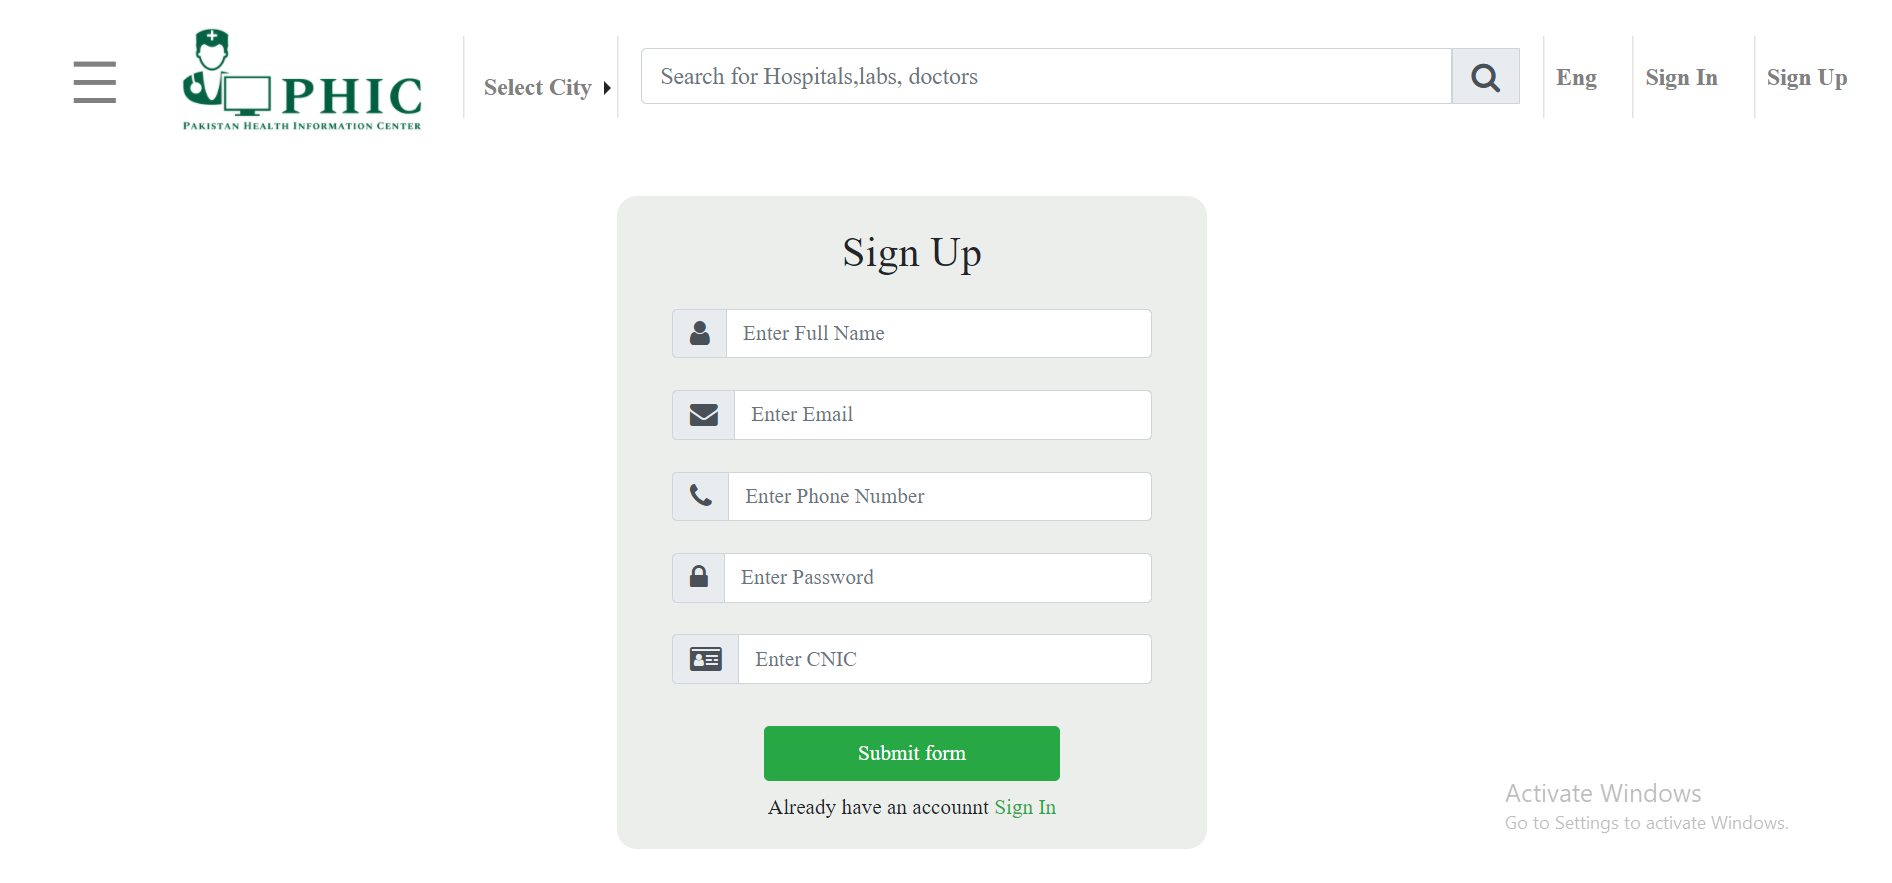 PHIC
PAKISTAN HEALTH INFORMATION CENTER
Select City
Search for Hospitals,labs, doctors
Eng
Sign In
Sign Up
Sign Up
Enter Full Name
Enter Email
Enter Phone Number
Enter Password
Enter CNIC
Submit form
Already have an accounnt Sign In
Activate Windows
Go to Settings to activate Windows.